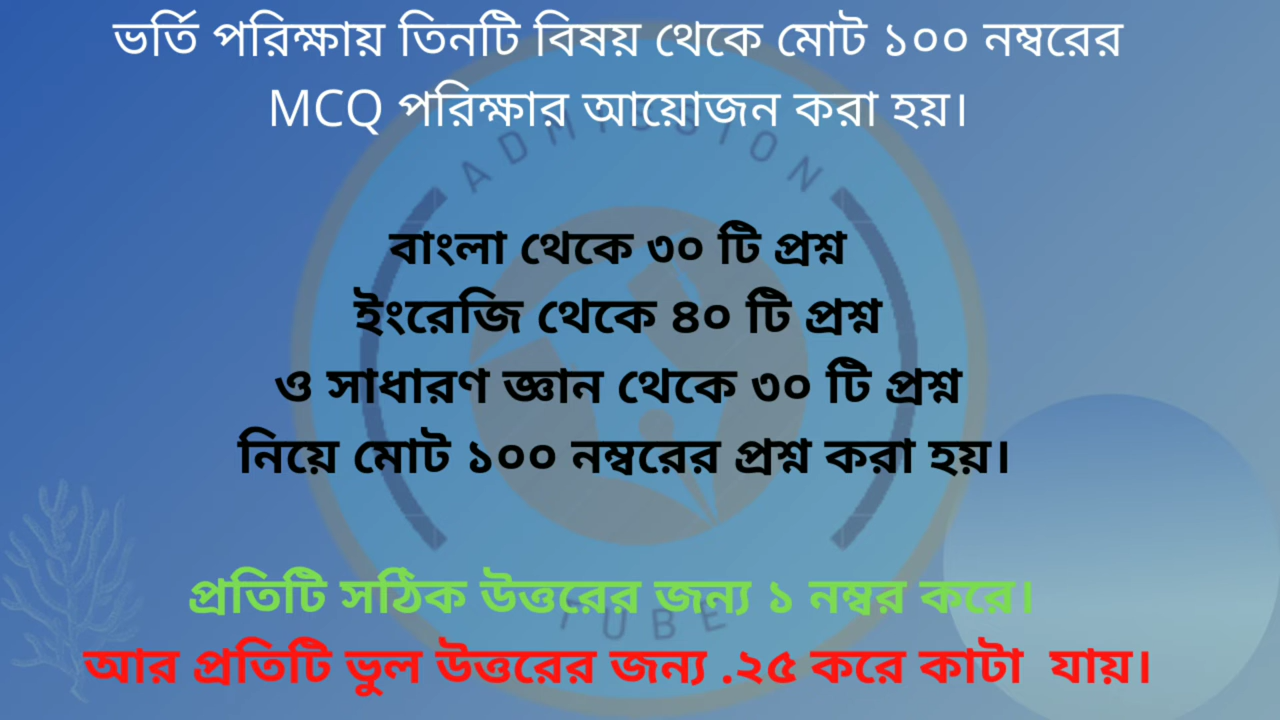 ভর্তি পরিক্ষায় তিনটি বিষয় থেকে মোট ১০০ নম্বরের
MCQ পরিক্ষার আয়োজন করা হয়।
ADMISSION
বাংলা থেকে ৩০ টি প্রশ্ন
ইংরেজি থেকে ৪০ টি প্রশ্ন
ও সাধারণ জ্ঞান থেকে ৩০ টি প্রশ্ন
নিয়ে মোট ১০০ নম্বরের প্রশ্ন করা হয়।
প্রতিটি সঠিক উত্তরের জন্য ১ নম্বর করে।
TUBE
আর প্রতিটি ভুল উত্তরের জন্য .২৫ করে কাটা যায়।